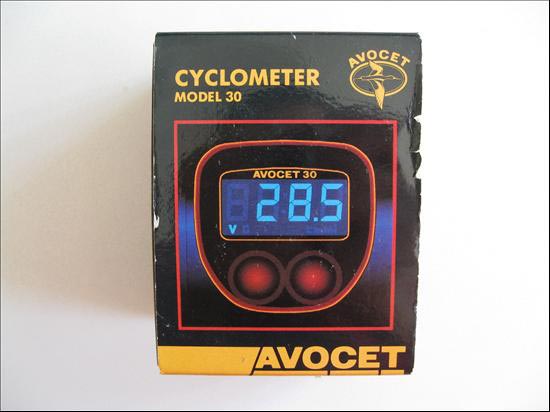 AVOCET
CYCLOMETER
MODEL 30
AVOCET 30
28.5
V
AVOCET